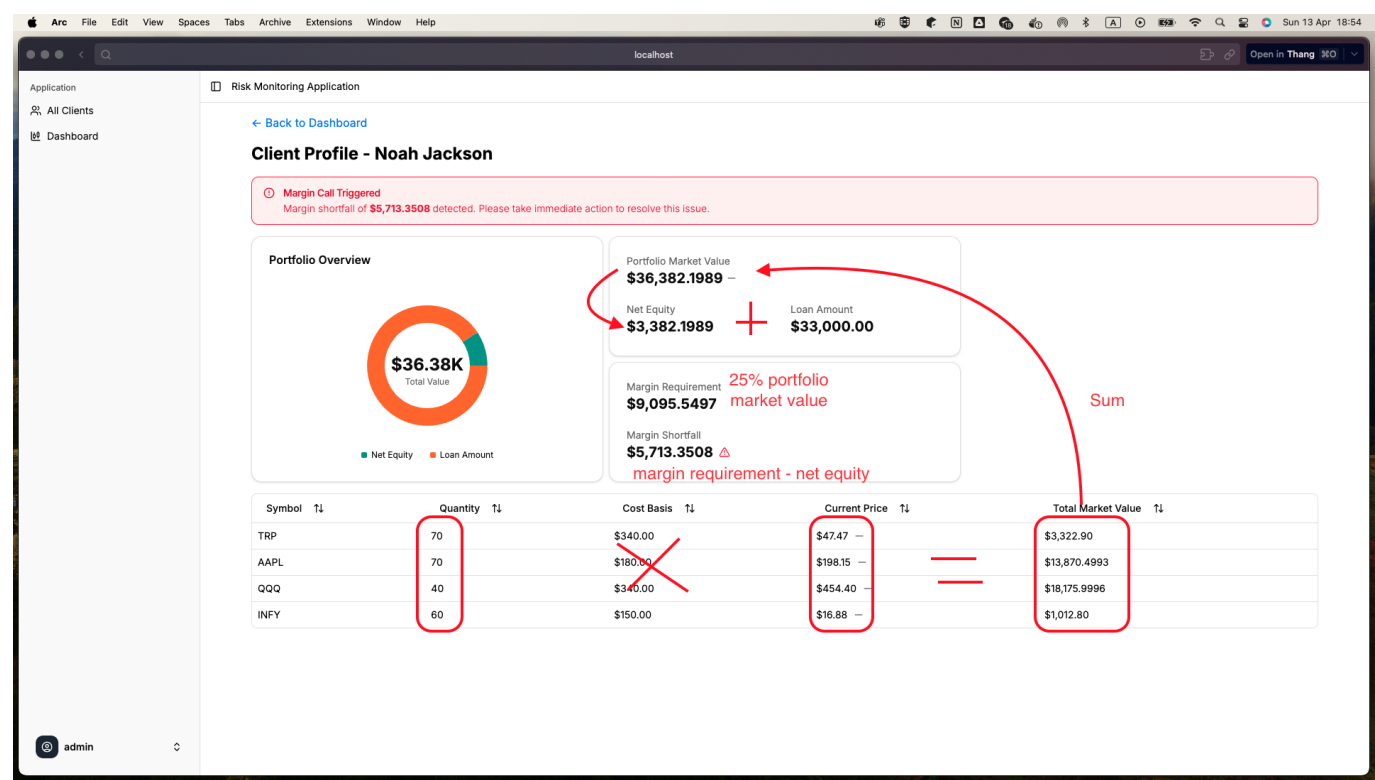 Arc File Edit View Spaces Tabs Archive Extensions Window Help Sun 13 Apr 18:54
localhost Open in Thang ⌘O
Application
All Clients
Dashboard
Risk Monitoring Application
← Back to Dashboard
Client Profile - Noah Jackson
Margin Call Triggered
Margin shortfall of $5,713.3508 detected. Please take immediate action to resolve this issue.
Portfolio Overview
$36.38K
Total Value
Net Equity Loan Amount
Portfolio Market Value
$36,382.1989 –
Net Equity Loan Amount
$3,382.1989 + $33,000.00
Margin Requirement 25% portfolio
$9,095.5497 market value
Margin Shortfall
$5,713.3508
margin requirement - net equity
Sum
Symbol Quantity Cost Basis Current Price Total Market Value
TRP 70 $340.00 $47.47 – $3,322.90
AAPL 70 $180.00 $198.15 – $13,870.4993
QQQ 40 $340.00 $454.40 – $18,175.9996
INFY 60 $150.00 $16.88 – $1,012.80
admin